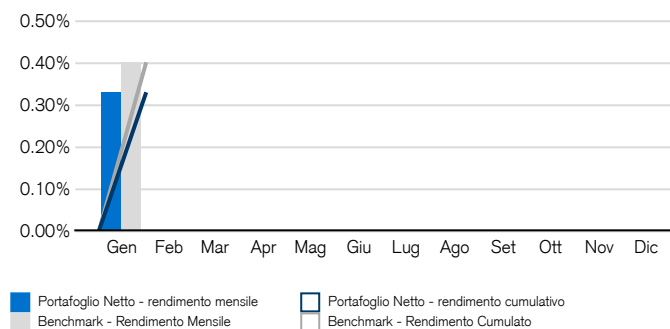 0.50%
0.40%
0.30%
0.20%
0.10%
0.00%
Gen Feb Mar Apr Mag Giu Lug Ago Set Ott Nov Dic
Portafoglio Netto - rendimento mensile
Portafoglio Netto - rendimento cumulativo
Benchmark - Rendimento Mensile
Benchmark - Rendimento Cumulato